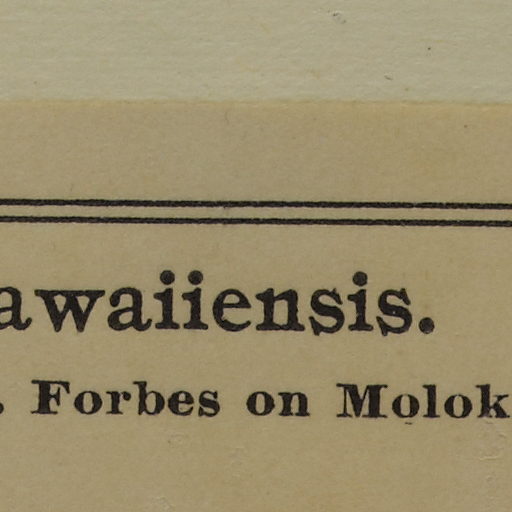 awaiiensis.
. Forbes on Molok